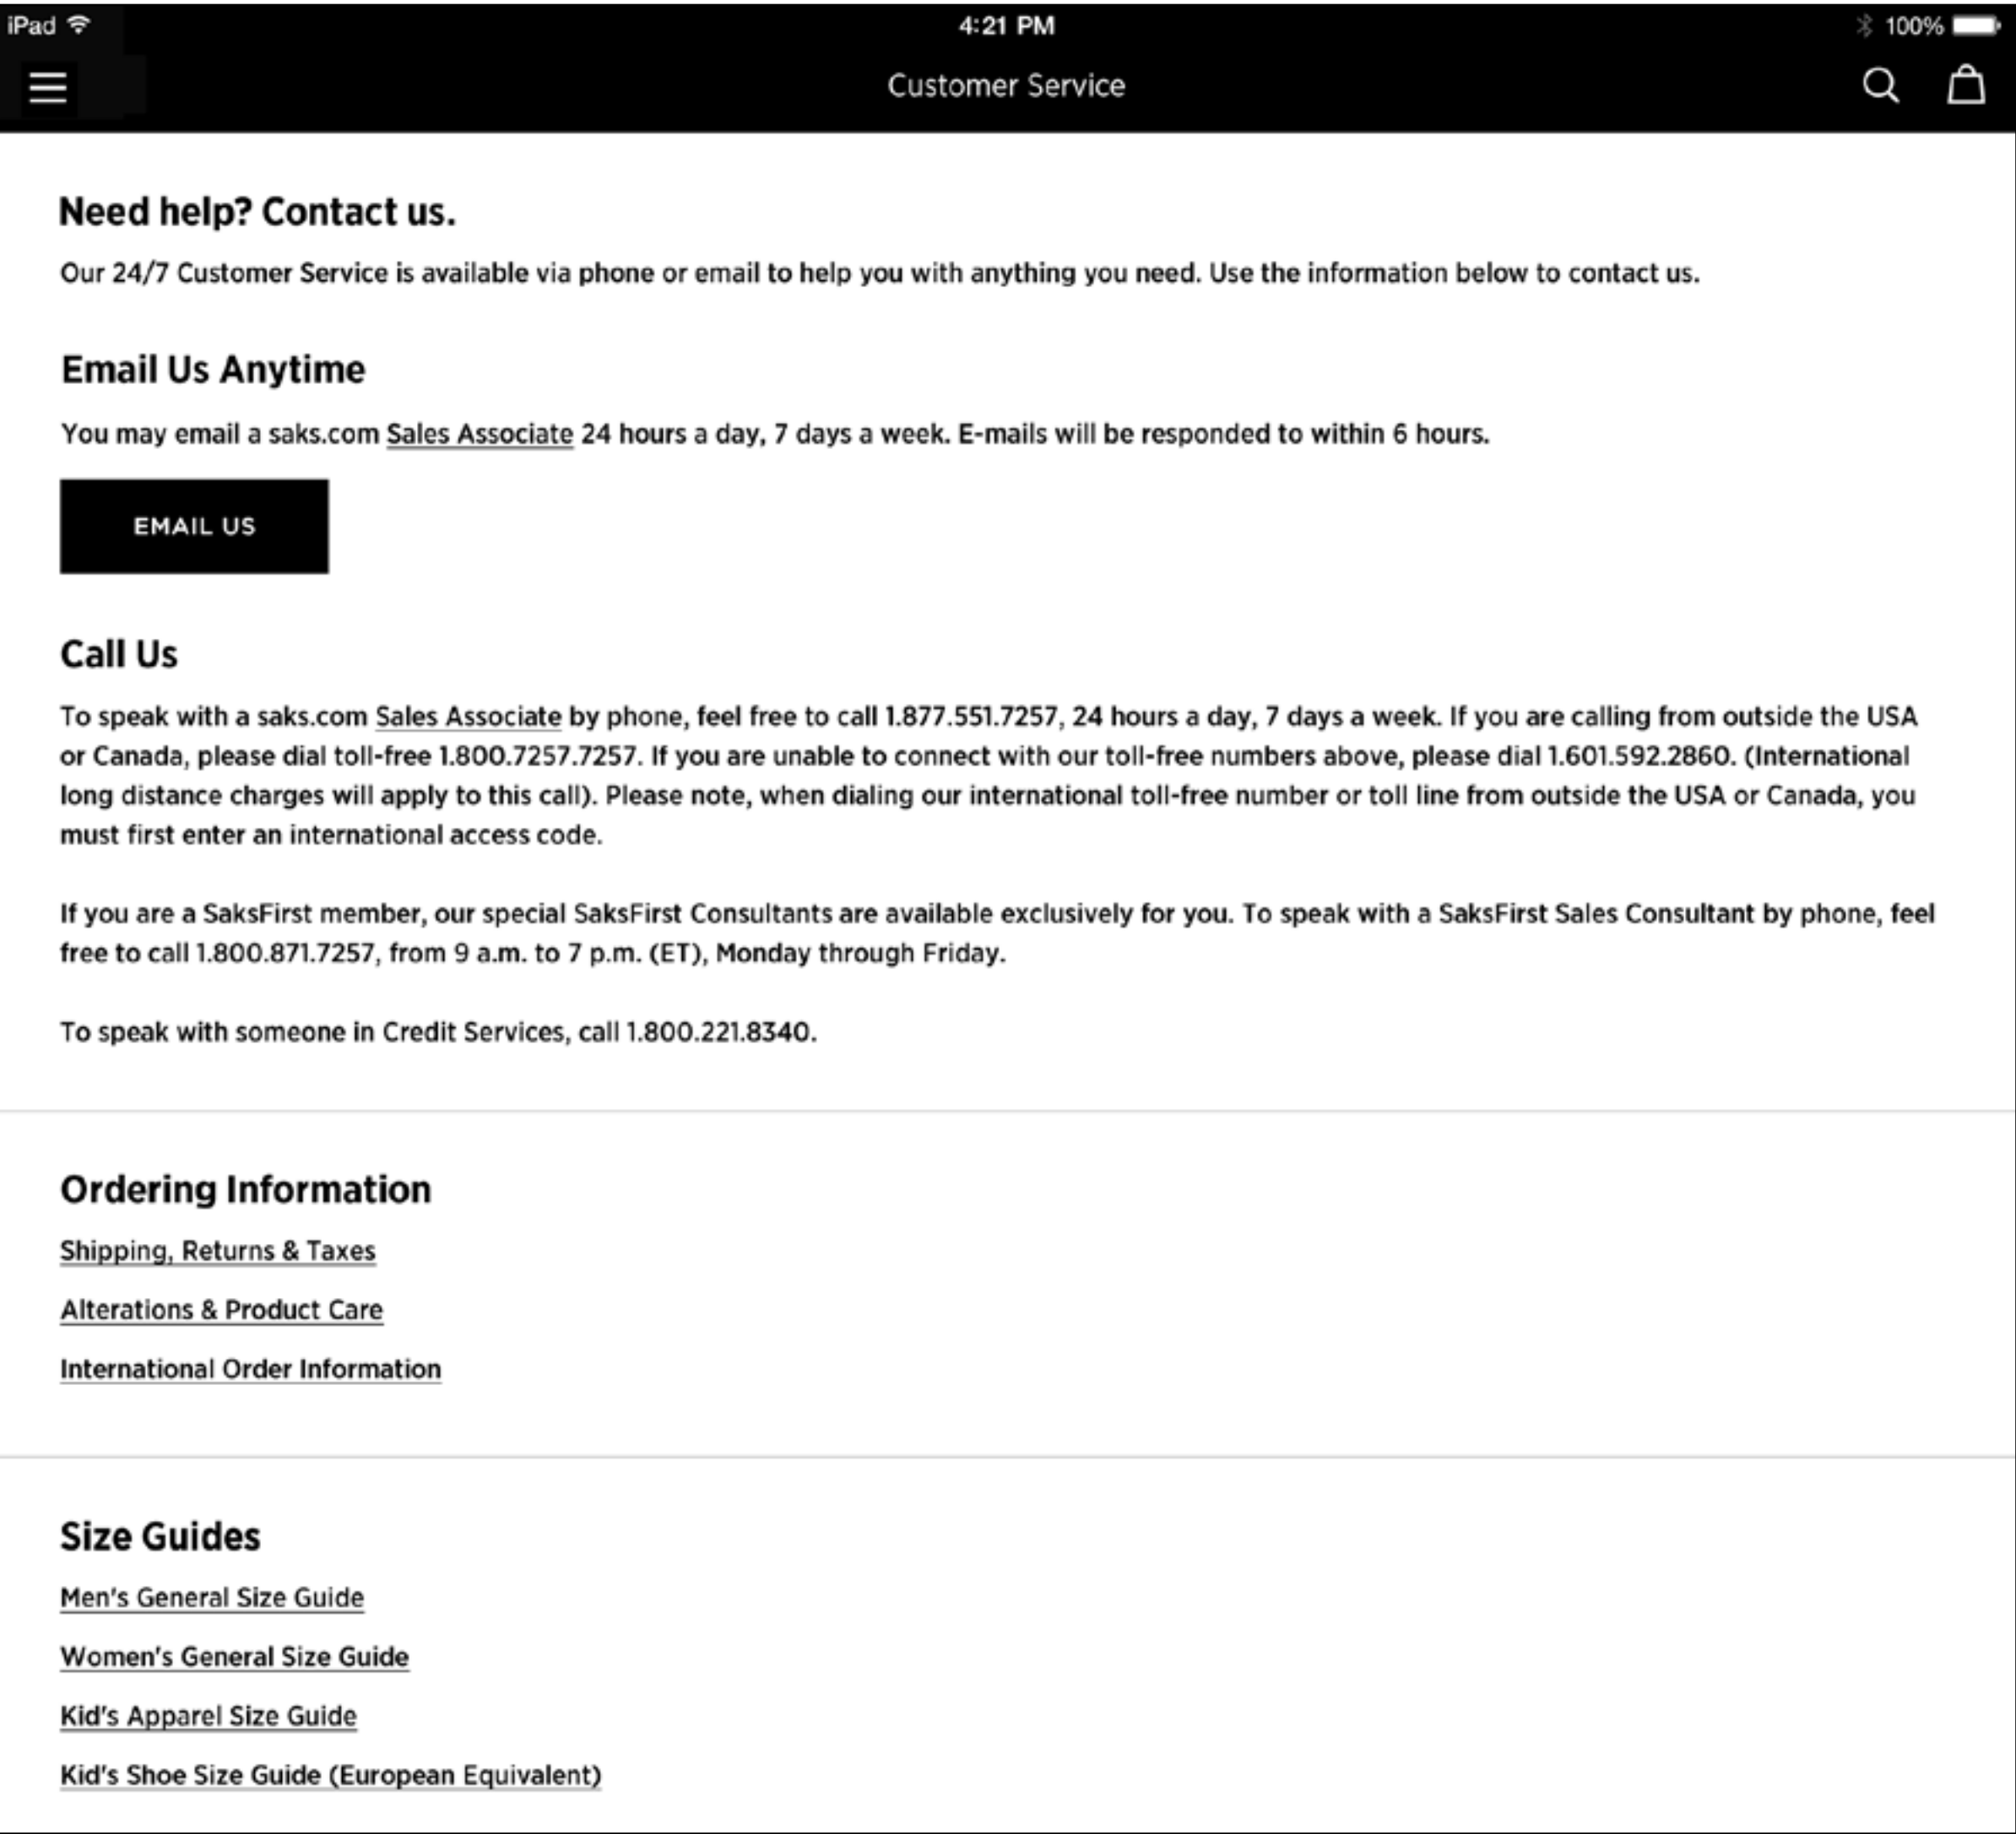 iPad
4:21 PM
100%
Customer Service
Need help? Contact us.
Our 24/7 Customer Service is available via phone or email to help you with anything you need. Use the information below to contact us.
Email Us Anytime
You may email a saks.com Sales Associate 24 hours a day, 7 days a week. E-mails will be responded to within 6 hours.
EMAIL US
Call Us
To speak with a saks.com Sales Associate by phone, feel free to call 1.877.551.7257, 24 hours a day, 7 days a week. If you are calling from outside the USA
or Canada, please dial toll-free 1.800.7257.7257. If you are unable to connect with our toll-free numbers above, please dial 1.601.592.2860. (International
long distance charges will apply to this call). Please note, when dialing our international toll-free number or toll line from outside the USA or Canada, you
must first enter an international access code.
If you are a SaksFirst member, our special SaksFirst Consultants are available exclusively for you. To speak with a SaksFirst Sales Consultant by phone, feel
free to call 1.800.871.7257, from 9 a.m. to 7 p.m. (ET), Monday through Friday.
To speak with someone in Credit Services, call 1.800.221.8340.
Ordering Information
Shipping, Returns & Taxes
Alterations & Product Care
International Order Information
Size Guides
Men's General Size Guide
Women's General Size Guide
Kid's Apparel Size Guide
Kid's Shoe Size Guide (European Equivalent)